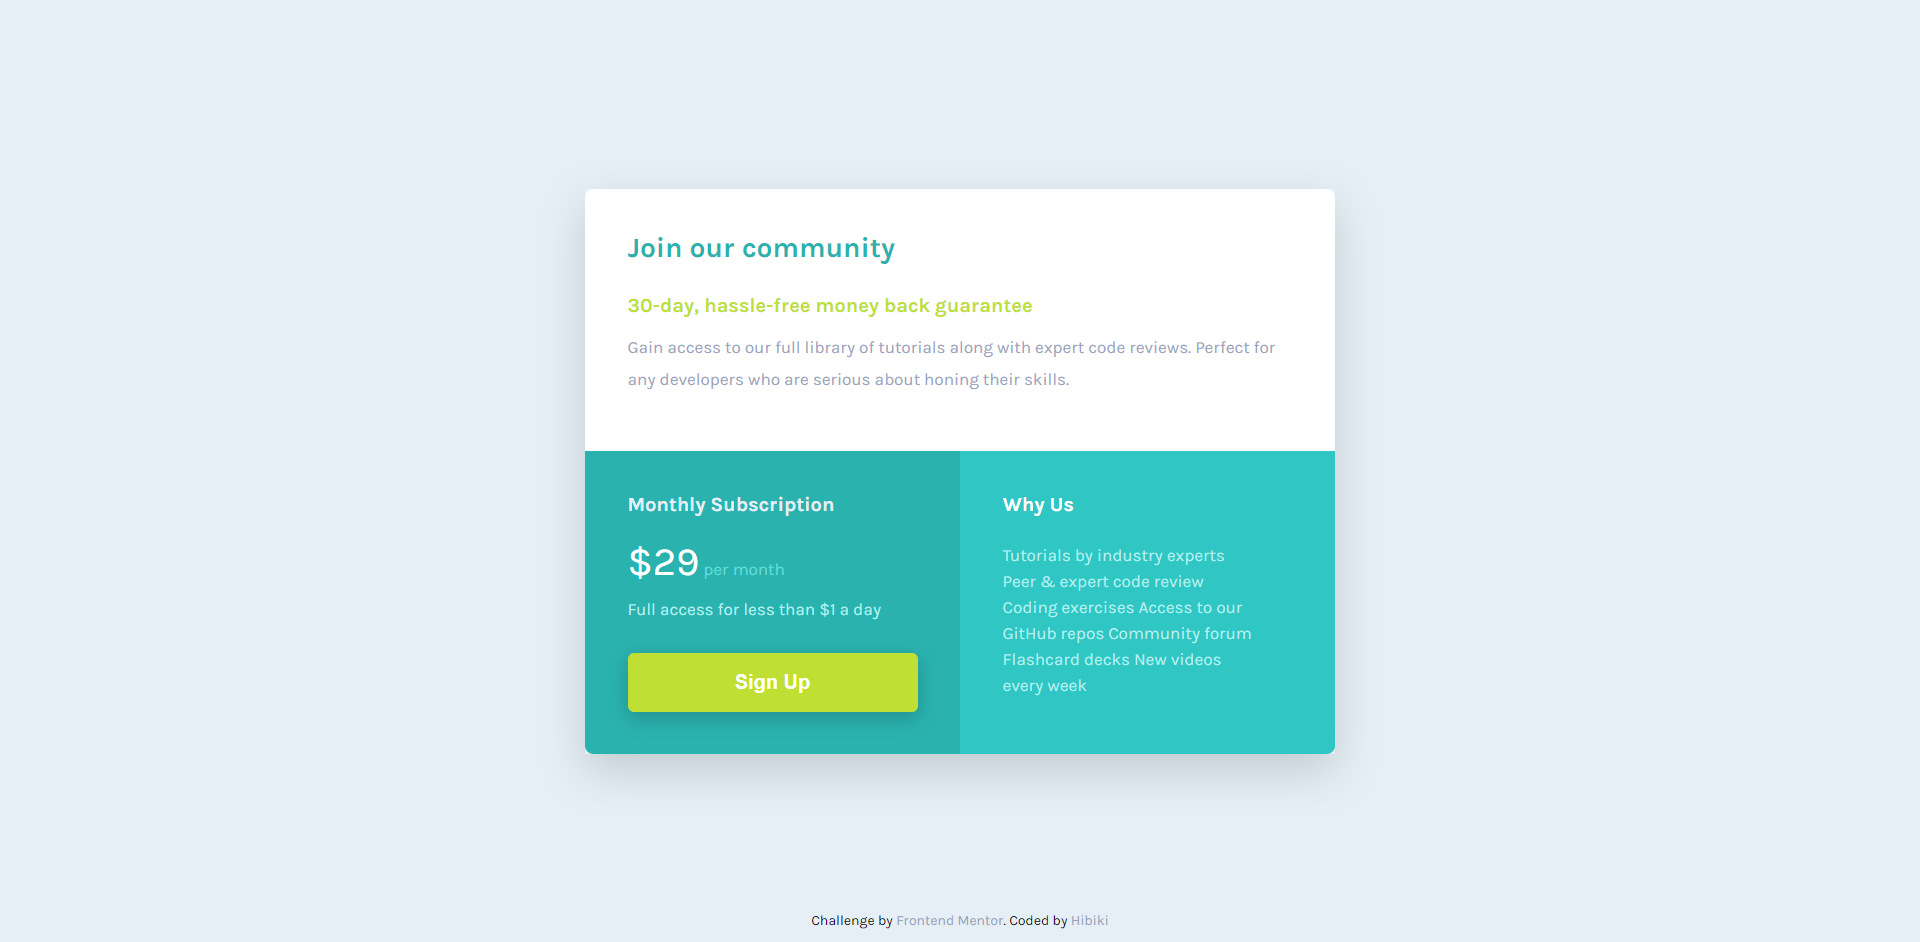 Join our community
30-day, hassle-free money back guarantee
Gain access to our full library of tutorials along with expert code reviews. Perfect for
any developers who are serious about honing their skills.
Monthly Subscription
$29 per month
Full access for less than $1 a day
Sign Up
Why Us
Tutorials by industry experts
Peer & expert code review
Coding exercises Access to our
GitHub repos Community forum
Flashcard decks New videos
every week
Challenge by Frontend Mentor. Coded by Hibiki